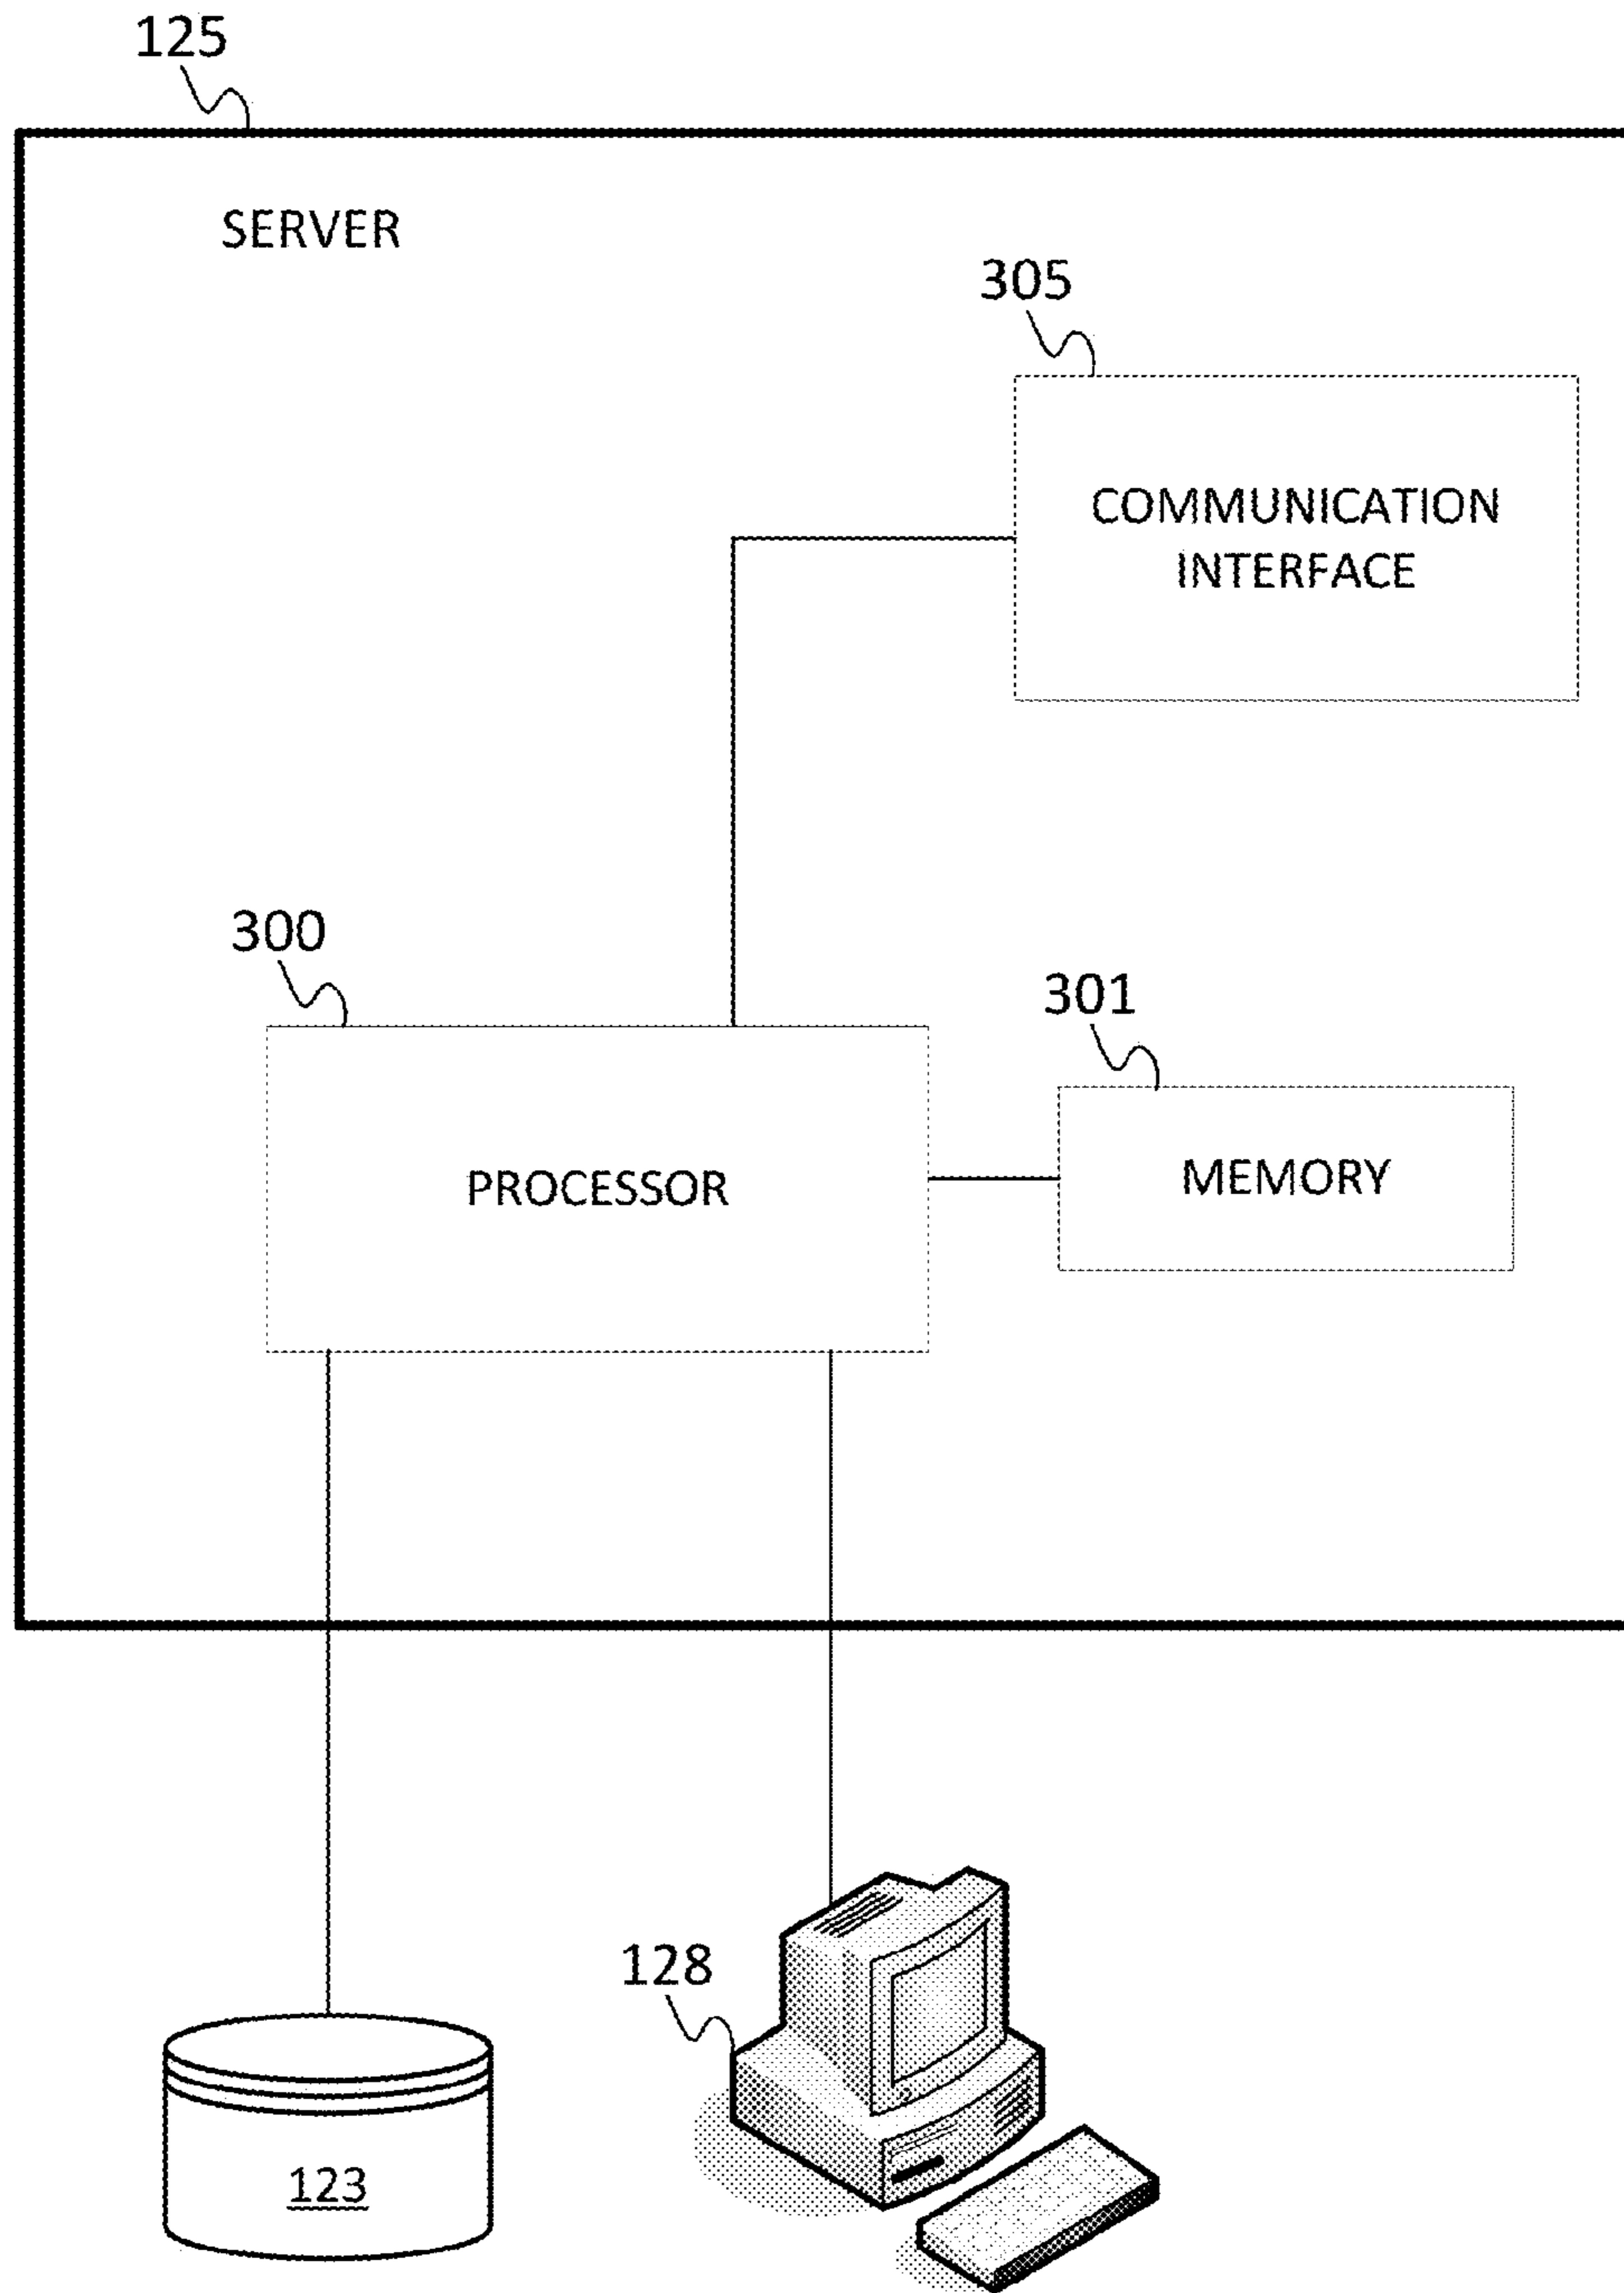 125
SERVER
305
COMMUNICATION
INTERFACE
300
301
PROCESSOR
MEMORY
128
123